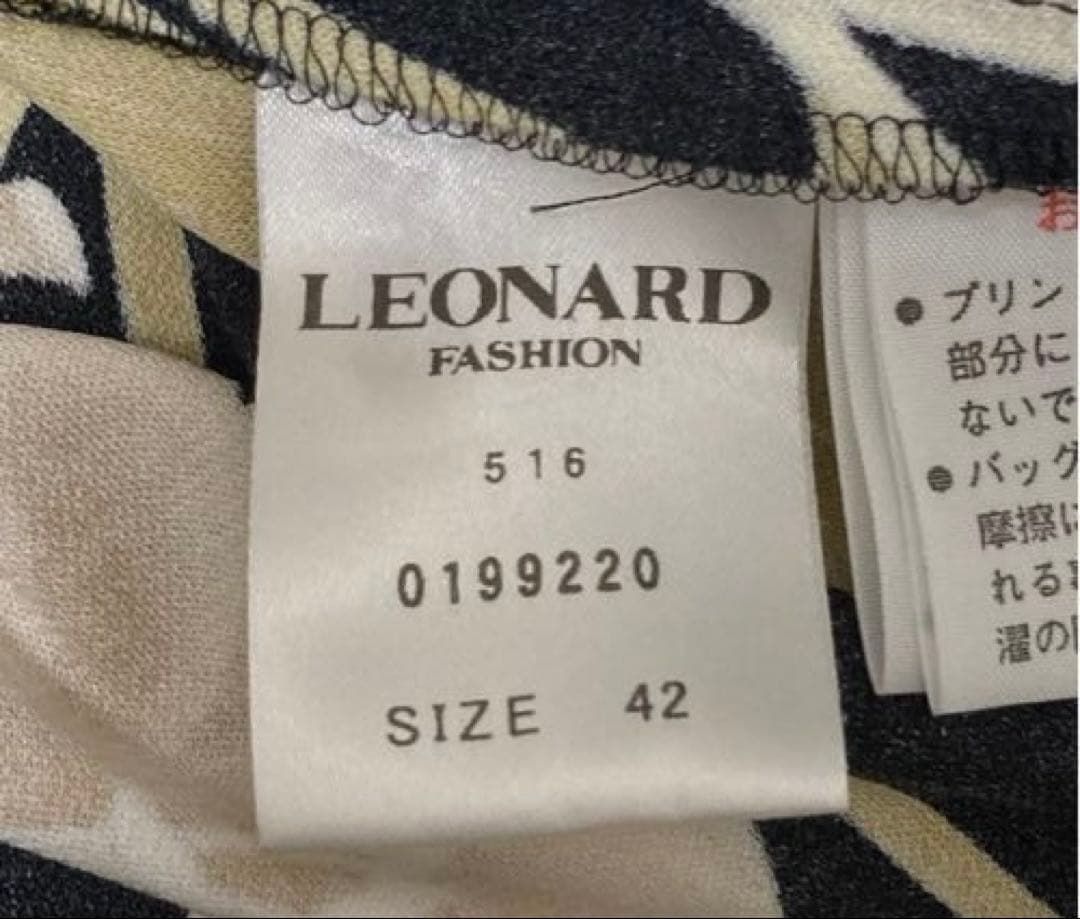 LEONARD
FASHION
516
0199220
SIZE 42
お
● プリン
部分に
ないで
● バッグ
摩擦に
れる
濯の